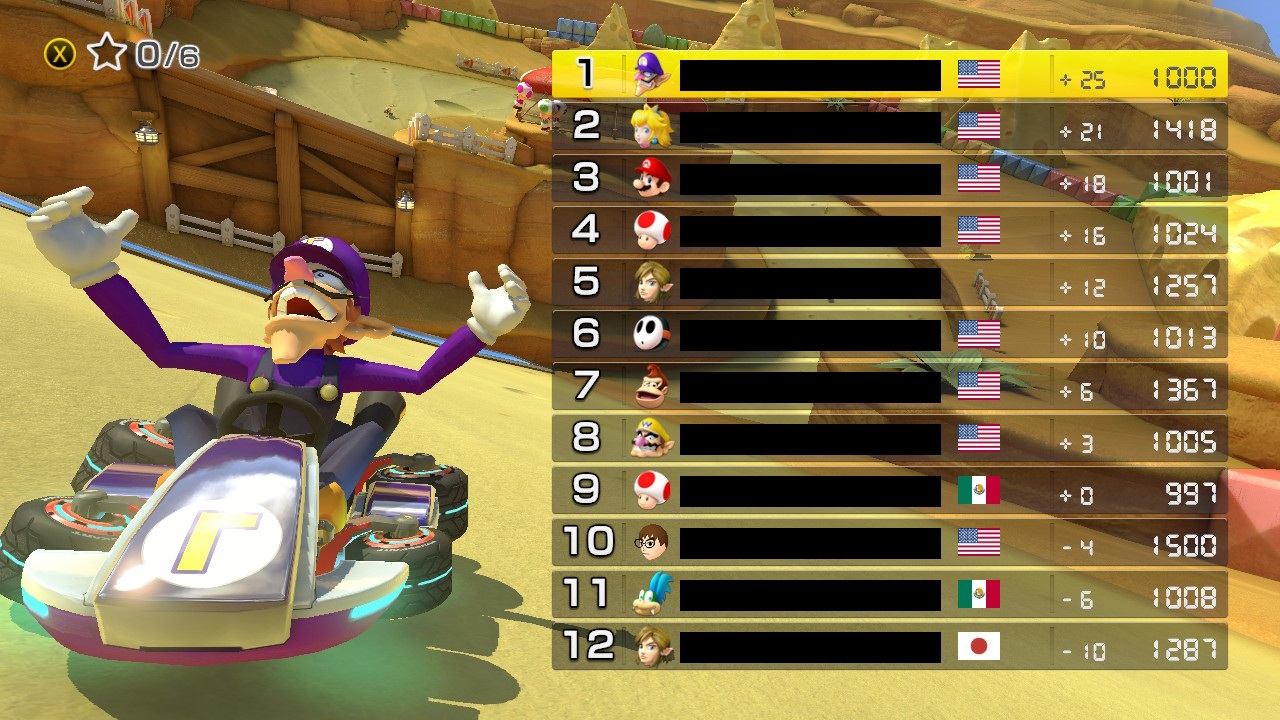 X 0/6
1 + 25 1000
2 + 21 1418
3 + 18 1001
4 + 16 1024
5 + 12 1257
6 + 10 1013
7 + 6 1367
8 + 3 1005
9 + 0 997
10 - 4 1500
11 - 6 1008
12 - 10 1287